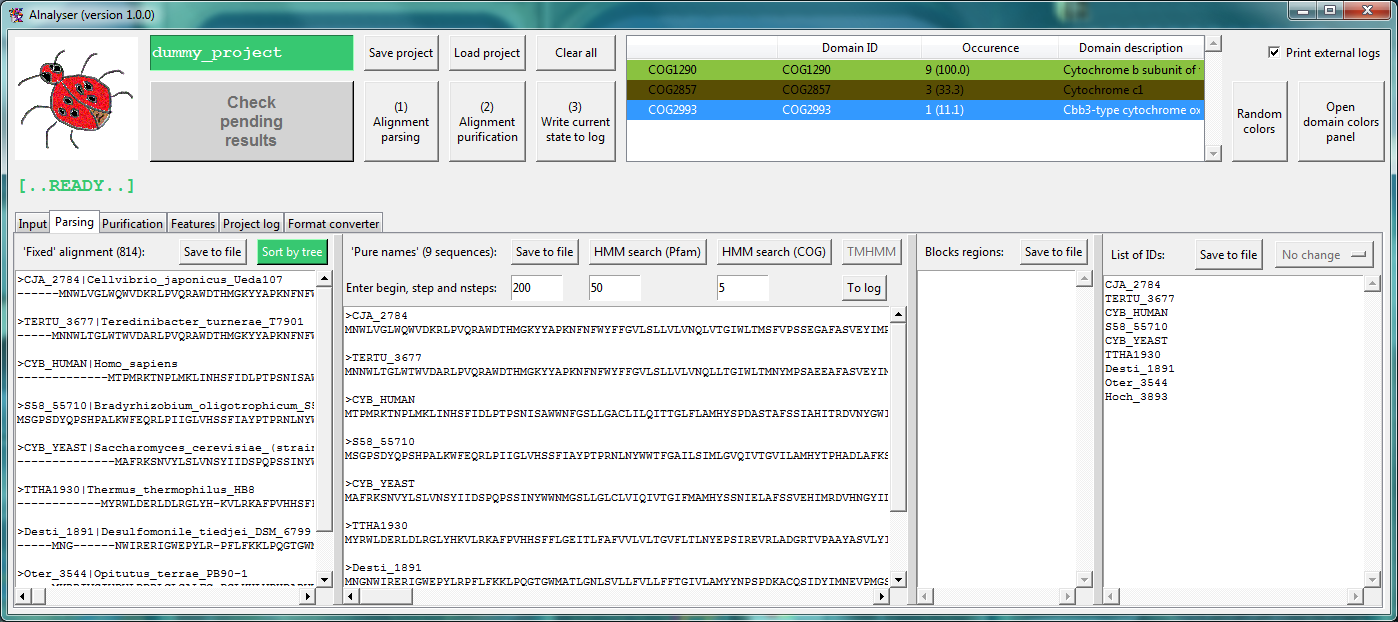 AlnaIyser (version 1.0.0)
dummy_project
Save project
Load project
Clear all
Check
pending
results
(1)
Alignment
parsing
(2)
Alignment
purification
(3)
Write current
state to log
Domain ID Occurence Domain description
COG1290 COG1290 9 (100.0) Cytochrome b subunit of
COG2857 COG2857 3 (33.3) Cytochrome c1
COG2993 COG2993 1 (11.1) Cbb3-type cytochrome ox
Print external logs
Random
colors
Open
domain colors
panel
[..READY..]
Input Parsing Purification Features Project log Format converter
'Fixed' alignment (814): Save to file Sort by tree
>CJA_2784|Cellvibrio_japonicus_Ueda107
------MNWLVGLWQWVDKRLPVQRAWDTHMGKYYAPKNFNFW
>TERTU_3677|Teredinibacter_turnerae_T7901
-----MNNWLTGLWTWVDARLPVQRAWDTHMGKYYAPKNFNFW
>CYB_HUMAN|Homo_sapiens
-------------MTPMRKTNPLMKLINHSFIDLPTPSNISAW
>S58_55710|Bradyrhizobium_oligotrophicum_S5
MSGPSDYQPSHPALKWFEQRLPIIGLVHSSFIAYPTPRNLNYW
>CYB_YEAST|Saccharomyces_cerevisiae_(strain
--------------MAFRKSNVYLSLVNSYIIDSPQPSSINYW
>TTHA1930|Thermus_thermophilus_HB8
------------MYRWLDERLDLRGLYH-KVLRKAFPVHHSF
>Desti_1891|Desulfomonile_tiedjei_DSM_6799
-----MNG------NWIRERIGWEPYLR-PFLFKKLPQGTGWM
>Oter_3544|Opitutus_terrae_PB90-1
'Pure names' (9 sequences): Save to file HMM search (Pfam) HMM search (COG) TMHMM
Enter begin, step and nsteps: 200 50 5 To log
>CJA_2784
MNWLVGLWQWVDKRLPVQRAWDTHMGKYYAPKNFNFWYFFGVLSLLVLVNQLVTGIWLTMSFVPSSEGAFASVEYIMR
>TERTU_3677
MNNWLTGLWTWVDARLPVQRAWDTHMGKYYAPKNFNFWYFFGVLSLLVLVNQLLTGIWLTMNYMPSAEEAFASVEYIM
>CYB_HUMAN
MTPMRKTNPLMKLINHSFIDLPTPSNISAWWNFGSLLGACLILQITTGLFLAMHYSPDASTAFSSIAHITRDVNYGWI
>S58_55710
MSGPSDYQPSHPALKWFEQRLPIIGLVHSSFIAYPTPRNLNYWWTFGAILSIMLGVQIVTGVILAMHYTPHADLAFKS
>CYB_YEAST
MAFRKSNVYLSLVNSYIIDSPQPSSINYWWNMGSLLGLCLVIQIVTGIFMAMHYSSNIELAFSSVEHIMRDVHNGYII
>TTHA1930
MYRWLDERLDLRGLYHKVLRKAFPVHHSFFLGEITLFAFVVLVLTGVFLTLNYEPSIREVRLADGRTVPAAYASVLYI
>Desti_1891
MNGNWIRERIGWEPYLRPFLFKKLPQGTGWMATLGNLSVLLFVLLFFTGIVLAMYYNPSPDKACQSIDYIMNEVPMGS
Blocks regions: Save to file
List of IDs: Save to file No change
CJA_2784
TERTU_3677
CYB_HUMAN
S58_55710
CYB_YEAST
TTHA1930
Desti_1891
Oter_3544
Hoch_3893